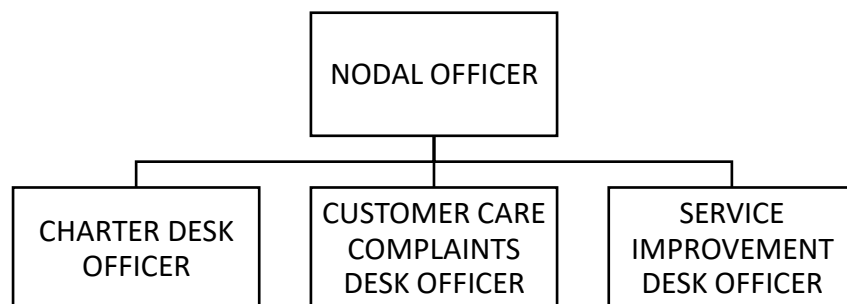 NODAL OFFICER
CHARTER DESK
OFFICER
CUSTOMER CARE
COMPLAINTS
DESK OFFICER
SERVICE
IMPROVEMENT
DESK OFFICER